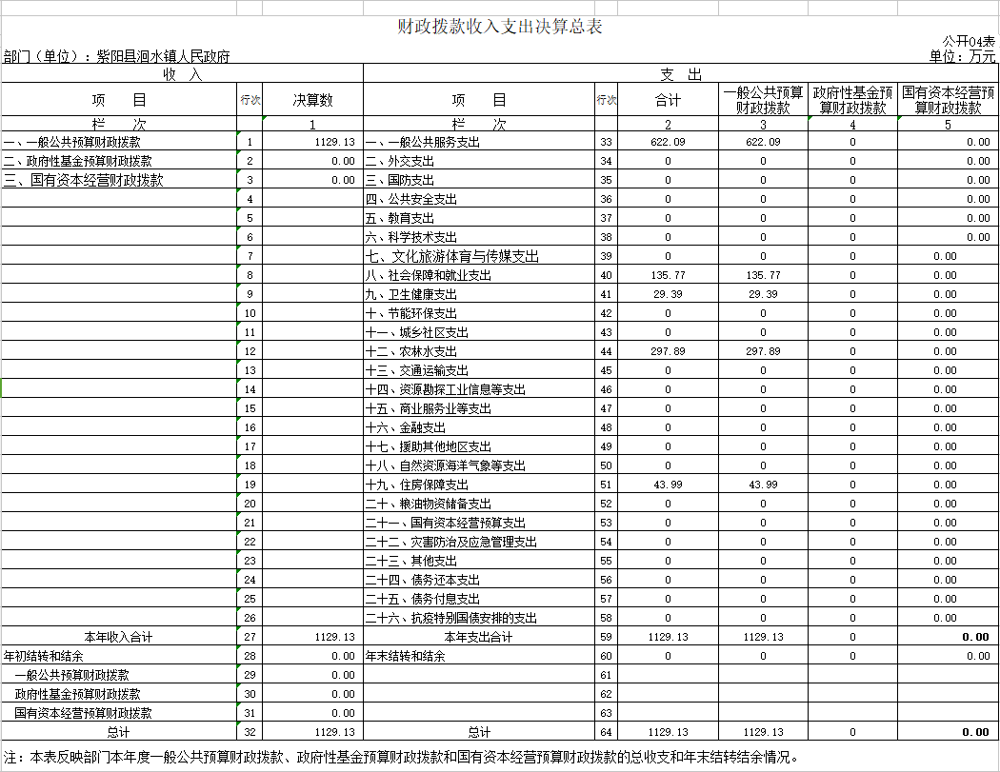 财政拨款收入支出决算总表
公开04表
部门（单位）：紫阳县洄水镇人民政府 单位：万元
收 入 支 出
项 目 行次 决算数 项 目 行次 合计 一般公共预算财政拨款 政府性基金预算财政拨款 国有资本经营预算财政拨款
栏 次 1 栏 次 2 3 4 5
一、一般公共预算财政拨款 1 1129.13 一、一般公共服务支出 33 622.09 622.09 0 0.00
二、政府性基金预算财政拨款 2 0.00 二、外交支出 34 0 0 0 0.00
三、国有资本经营财政拨款 3 0.00 三、国防支出 35 0 0 0 0.00
4 四、公共安全支出 36 0 0 0 0.00
5 五、教育支出 37 0 0 0 0.00
6 六、科学技术支出 38 0 0 0 0.00
7 七、文化旅游体育与传媒支出 39 0 0 0 0.00
8 八、社会保障和就业支出 40 135.77 135.77 0 0.00
9 九、卫生健康支出 41 29.39 29.39 0 0.00
10 十、节能环保支出 42 0 0 0 0.00
11 十一、城乡社区支出 43 0 0 0 0.00
12 十二、农林水支出 44 297.89 297.89 0 0.00
13 十三、交通运输支出 45 0 0 0 0.00
14 十四、资源勘探工业信息等支出 46 0 0 0 0.00
15 十五、商业服务业等支出 47 0 0 0 0.00
16 十六、金融支出 48 0 0 0 0.00
17 十七、援助其他地区支出 49 0 0 0 0.00
18 十八、自然资源海洋气象等支出 50 0 0 0 0.00
19 十九、住房保障支出 51 43.99 43.99 0 0.00
20 二十、粮油物资储备支出 52 0 0 0 0.00
21 二十一、国有资本经营预算支出 53 0 0 0 0.00
22 二十二、灾害防治及应急管理支出 54 0 0 0 0.00
23 二十三、其他支出 55 0 0 0 0.00
24 二十四、债务还本支出 56 0 0 0 0.00
25 二十五、债务付息支出 57 0 0 0 0.00
26 二十六、抗疫特别国债安排的支出 58 0 0 0 0.00
本年收入合计 27 1129.13 本年支出合计 59 1129.13 1129.13 0 0.00
年初结转和结余 28 0.00 年末结转和结余 60 0 0 0 0.00
一般公共预算财政拨款 29 0.00 61
政府性基金预算财政拨款 30 0.00 62
国有资本经营预算财政拨款 31 0.00 63
总计 32 1129.13 总计 64 1129.13 1129.13 0 0.00
注：本表反映部门本年度一般公共预算财政拨款、政府性基金预算财政拨款和国有资本经营预算财政拨款的总收支和年末结转结余情况。